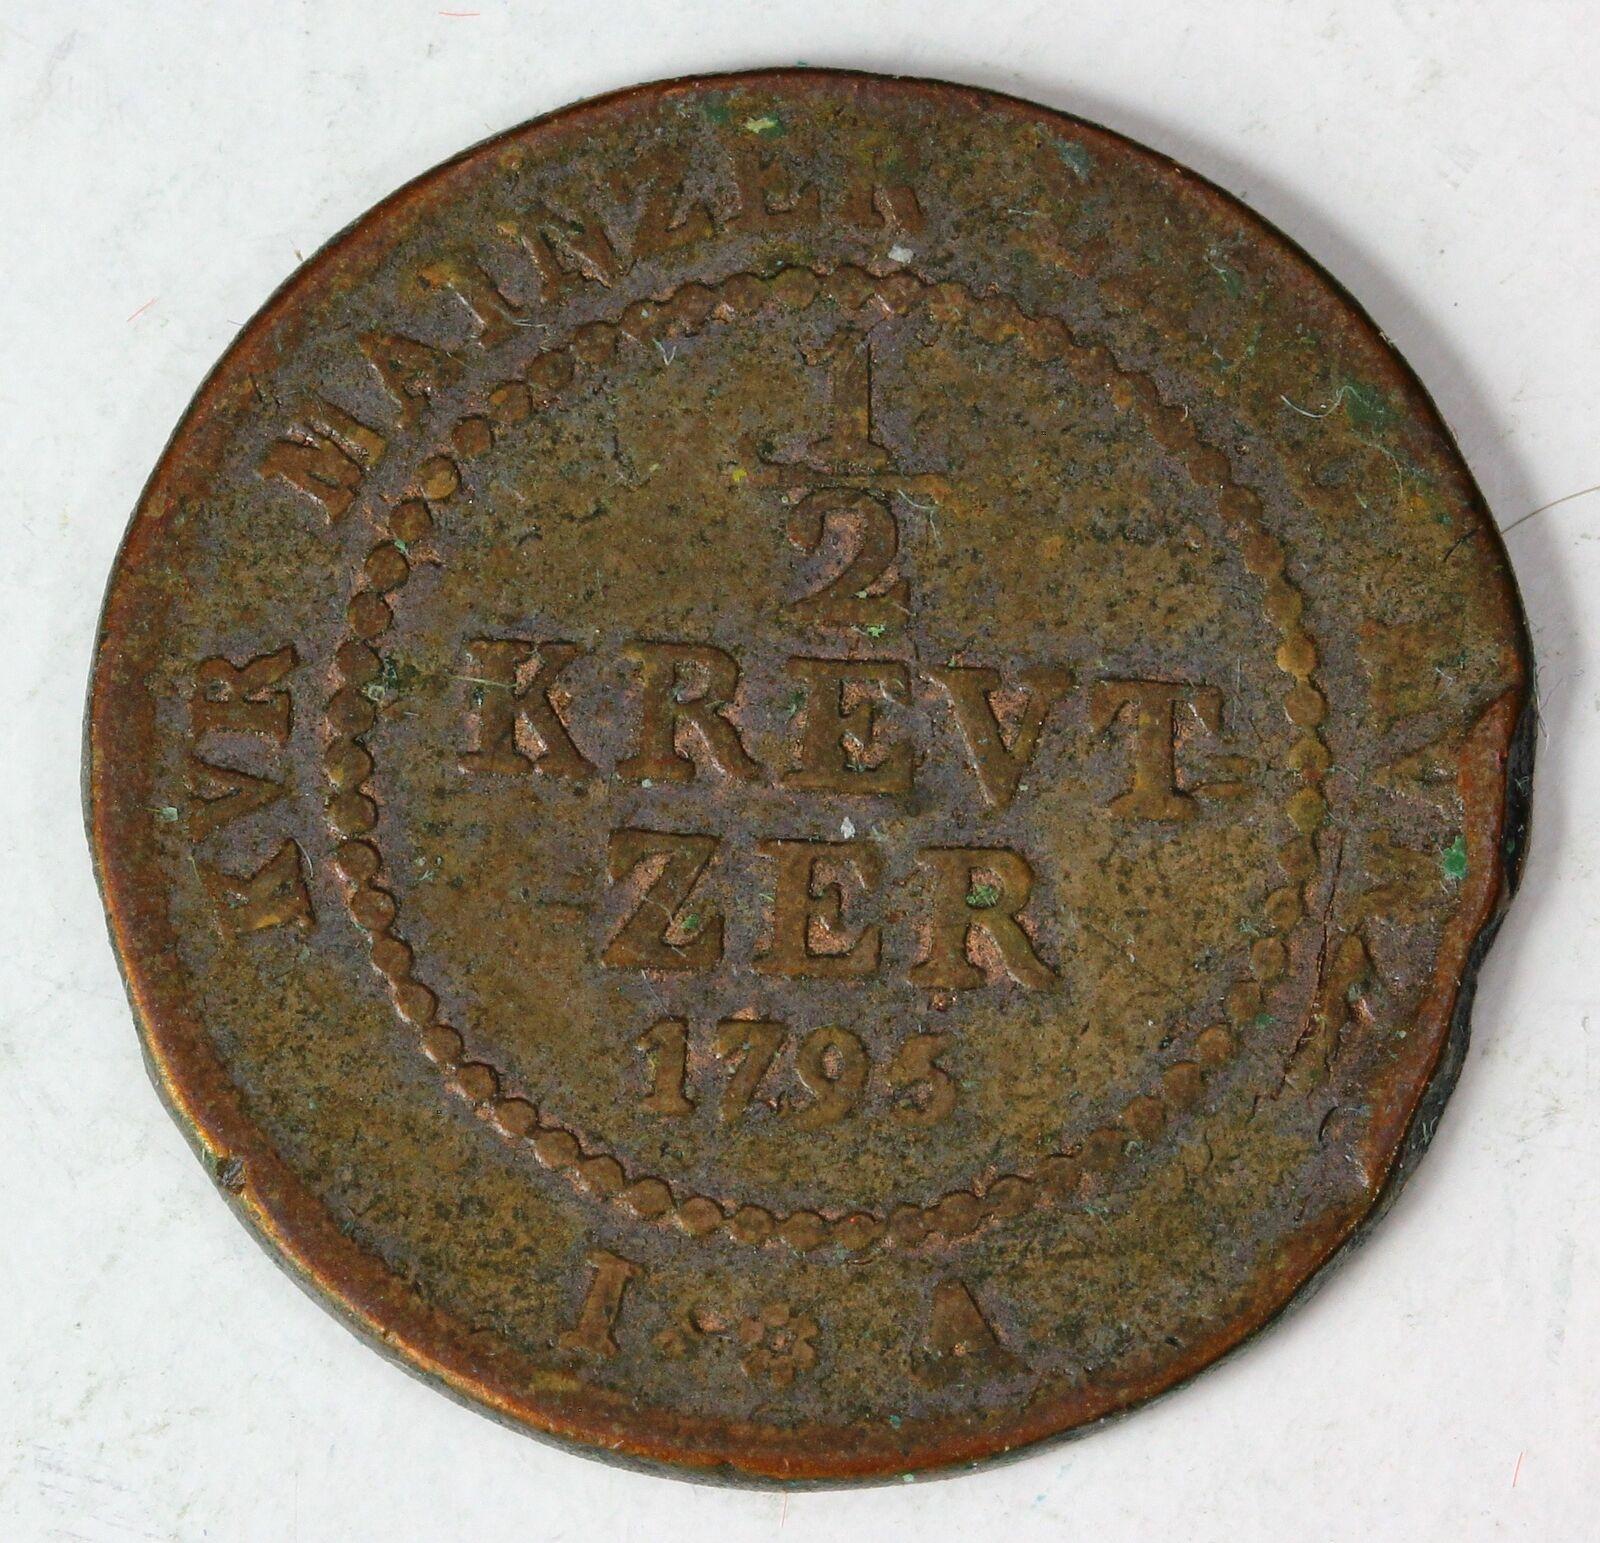 KVR MAINZER
1/2
KREVT-
ZER
1795
I A